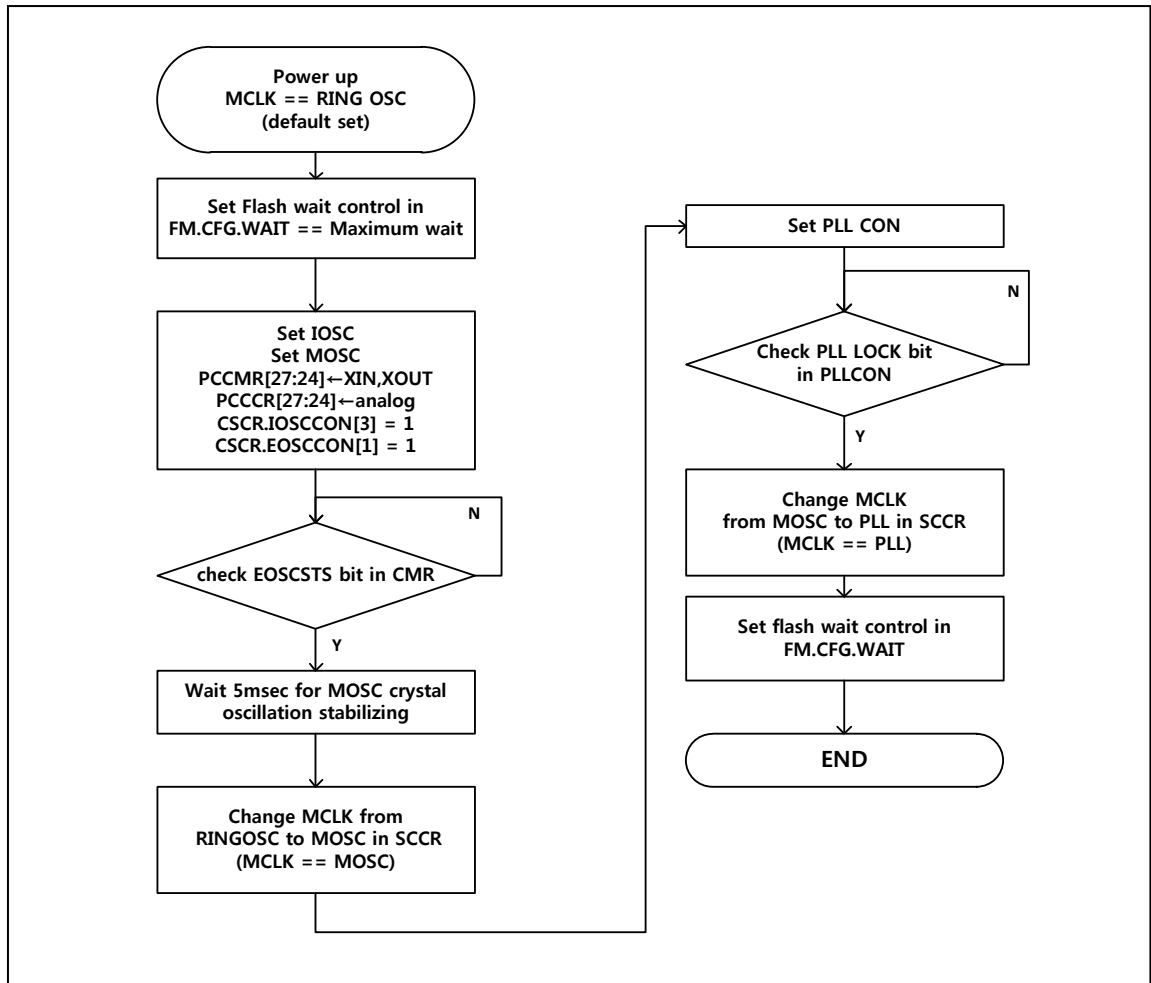 Power up
MCLK == RING OSC
(default set)
Set Flash wait control in
FM.CFG.WAIT == Maximum wait
Set IOSC
Set MOSC
PCCMR[27:24]←XIN,XOUT
PCCCR[27:24]←analog
CSCR.IOSCCON[3] = 1
CSCR.EOSCCON[1] = 1
N
check EOSCSTS bit in CMR
Y
Wait 5msec for MOSC crystal
oscillation stabilizing
Change MCLK from
RINGOSC to MOSC in SCCR
(MCLK == MOSC)
Set PLL CON
N
Check PLL LOCK bit
in PLLCON
Y
Change MCLK
from MOSC to PLL in SCCR
(MCLK == PLL)
Set flash wait control in
FM.CFG.WAIT
END